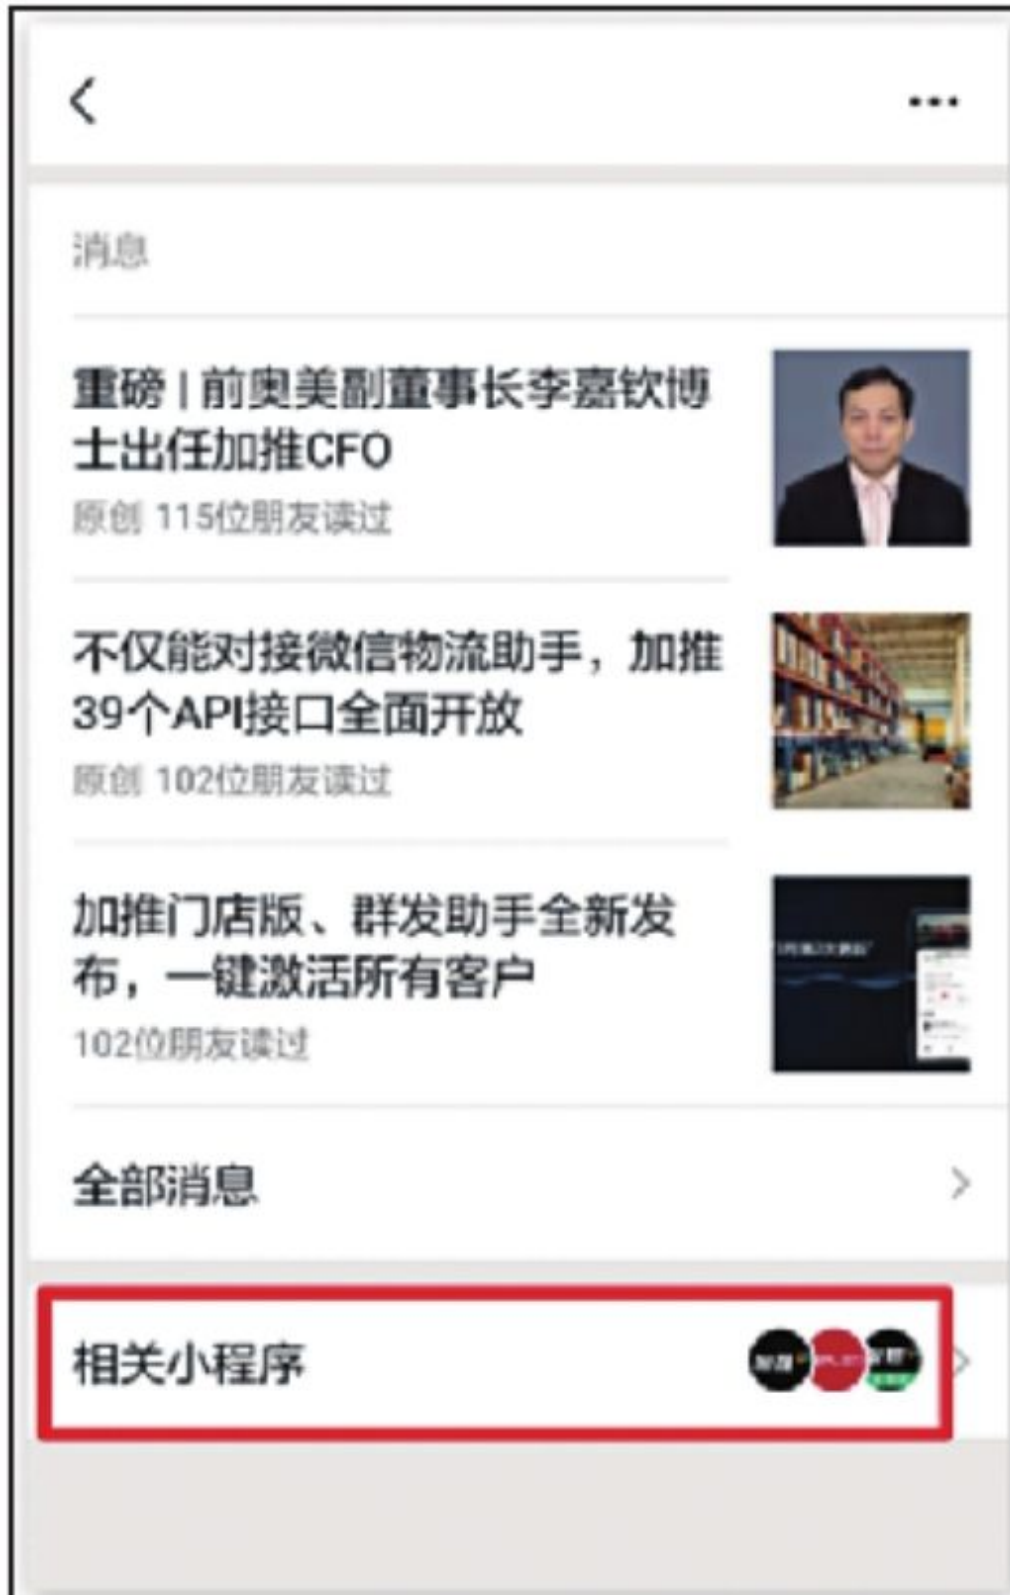 消息
重磅 | 前奥美副董事长李嘉钦博
士出任加推CFO
原创 115位朋友读过
不仅能对接微信物流助手，加推
39个API接口全面开放
原创 102位朋友读过
加推门店版、群发助手全新发
布，一键激活所有客户
102位朋友读过
全部消息
相关小程序